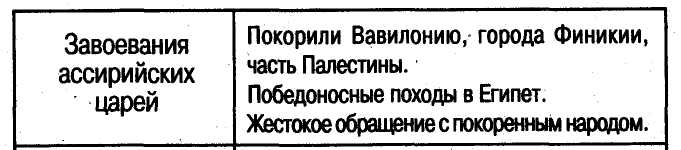 Завоевания
ассирийских
царей
Покорили Вавилонию, города Финикии,
часть Палестины.
Победоносные походы в Египет.
Жестокое обращение с покоренным народом.